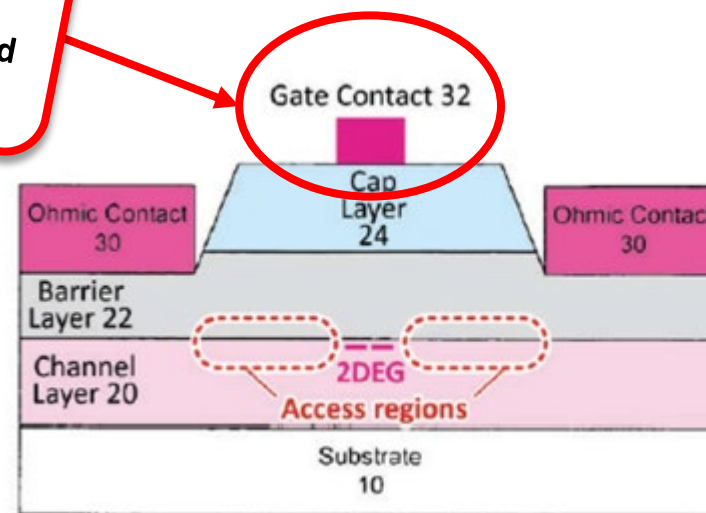 d
Gate Contact 32
Cap
Layer
24
Ohmic Contact
30
Ohmic Contac
30
Barrier
Layer 22
2DEG
Channel
Layer 20
Access regions
Substrate
10